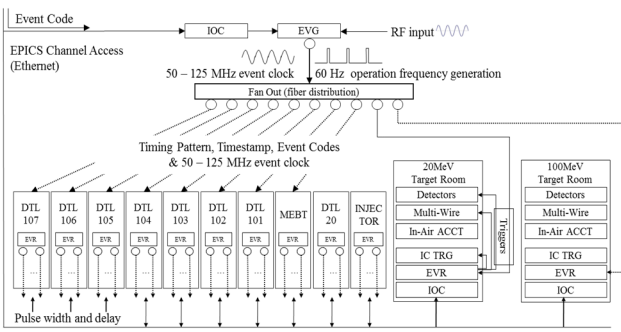 Event Code
IOC
EVG
RF input
EPICS Channel Access
(Ethernet)
50 – 125 MHz event clock
60 Hz operation frequency generation
Fan Out (fiber distribution)
Timing Pattern, Timestamp, Event Codes
& 50 – 125 MHz event clock
DTL
107
EVR
...
DTL
106
EVR
...
DTL
105
EVR
...
DTL
104
EVR
...
DTL
103
EVR
...
DTL
102
EVR
...
DTL
101
EVR
...
MEBT
EVR
...
DTL
20
EVR
...
INJEC
TOR
EVR
...
20MeV
Target Room
Detectors
Multi-Wire
In-Air ACCT
IC TRG
EVR
IOC
Triggers
100MeV
Target Room
Detectors
Multi-Wire
In-Air ACCT
IC TRG
EVR
IOC
Pulse width and delay